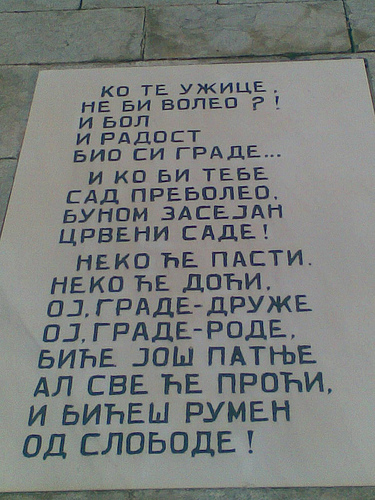 КО ТЕ УЖИЦЕ,
НЕ БИ ВОЛЕО ?!
И БОЛ
И РАДОСТ
БИО СИ ГРАДЕ...
И КО БИ ТЕБЕ
САД ПРЕБОЛЕО,
БУНОМ ЗАСЕЈАН
ЦРВЕНИ САДЕ!
НЕКО ЋЕ ПАСТИ.
НЕКО ЋЕ ДОЋИ,
ОЈ, ГРАДЕ-ДРУЖЕ
ОЈ, ГРАДЕ-РОДЕ,
БИЋЕ ЈОШ ПАТЊЕ
АЛ СВЕ ЋЕ ПРОЋИ,
И БИЋЕШ РУМЕН
ОД СЛОБОДЕ!